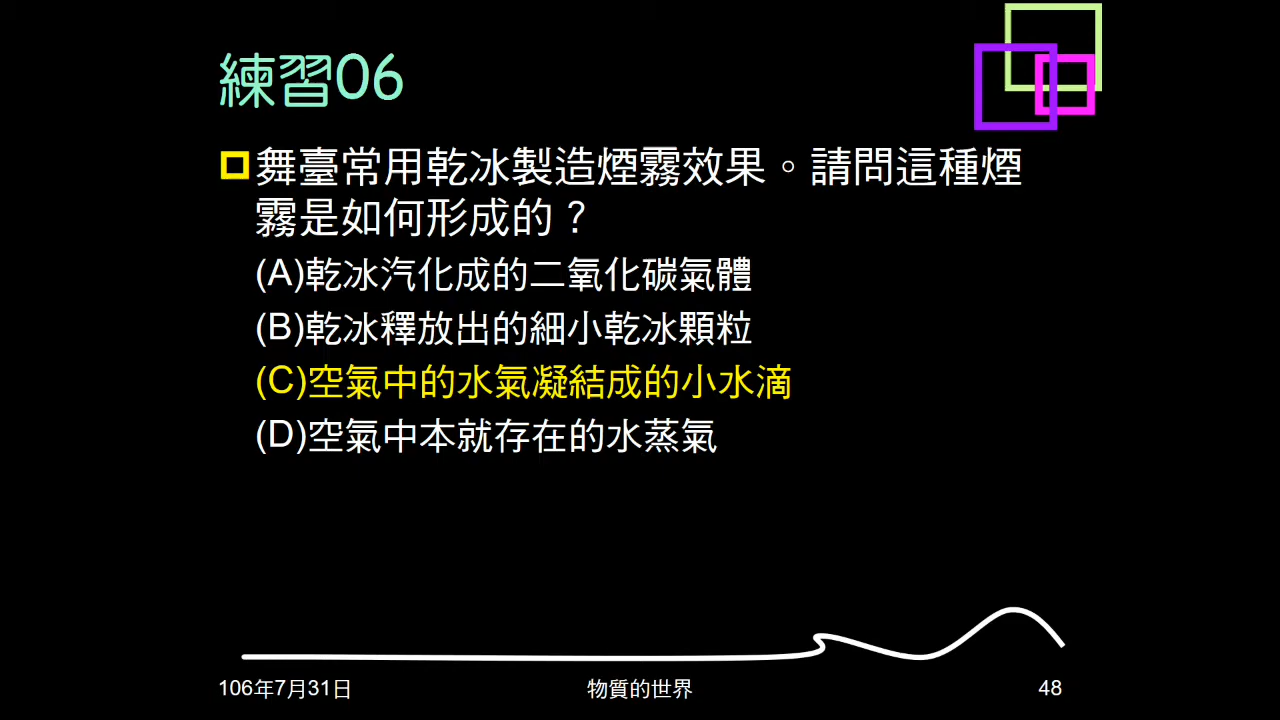 練習06
舞臺常用乾冰製造煙霧效果。請問這種煙
霧是如何形成的？
(A)乾冰汽化成的二氧化碳氣體
(B)乾冰釋放出的細小乾冰顆粒
(C)空氣中的水氣凝結成的小水滴
(D)空氣中本就存在的水蒸氣
106年7月31日
物質的世界
48